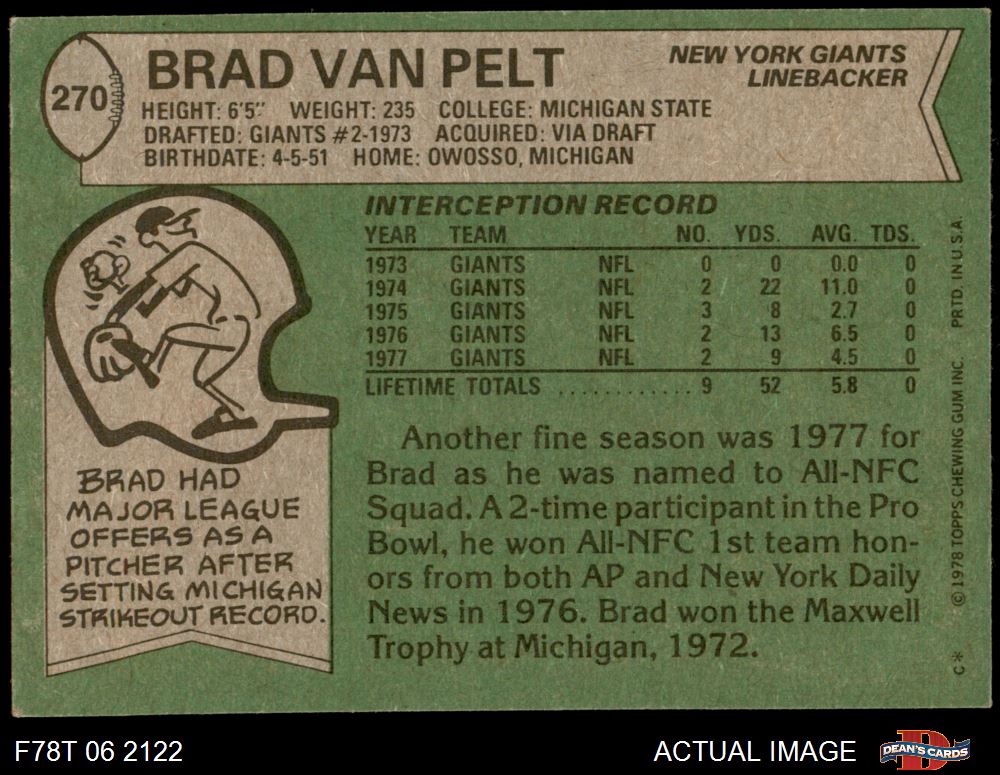 270
BRAD VAN PELT
NEW YORK GIANTS
LINEBACKER
HEIGHT: 6'5" WEIGHT: 235 COLLEGE: MICHIGAN STATE
DRAFTED: GIANTS #2-1973 ACQUIRED: VIA DRAFT
BIRTHDATE: 4-5-51 HOME: OWOSSO, MICHIGAN
INTERCEPTION RECORD
YEAR TEAM NO. YDS. AVG. TDS.
1973 GIANTS NFL 0 0 0.0 0
1974 GIANTS NFL 2 22 11.0 0
1975 GIANTS NFL 3 8 2.7 0
1976 GIANTS NFL 2 13 6.5 0
1977 GIANTS NFL 2 9 4.5 0
LIFETIME TOTALS . . . . . . . . . . . . 9 52 5.8 0
BRAD HAD
MAJOR LEAGUE
OFFERS AS A
PITCHER AFTER
SETTING MICHIGAN
STRIKEOUT RECORD.
Another fine season was 1977 for
Brad as he was named to All-NFC
Squad. A 2-time participant in the Pro
Bowl, he won All-NFC 1st team hon-
ors from both AP and New York Daily
News in 1976. Brad won the Maxwell
Trophy at Michigan, 1972.
C* © 1978 TOPPS CHEWING GUM INC. PRTD. IN U.S.A.
F78T 06 2122
ACTUAL IMAGE
D
DEAN'S CARDS